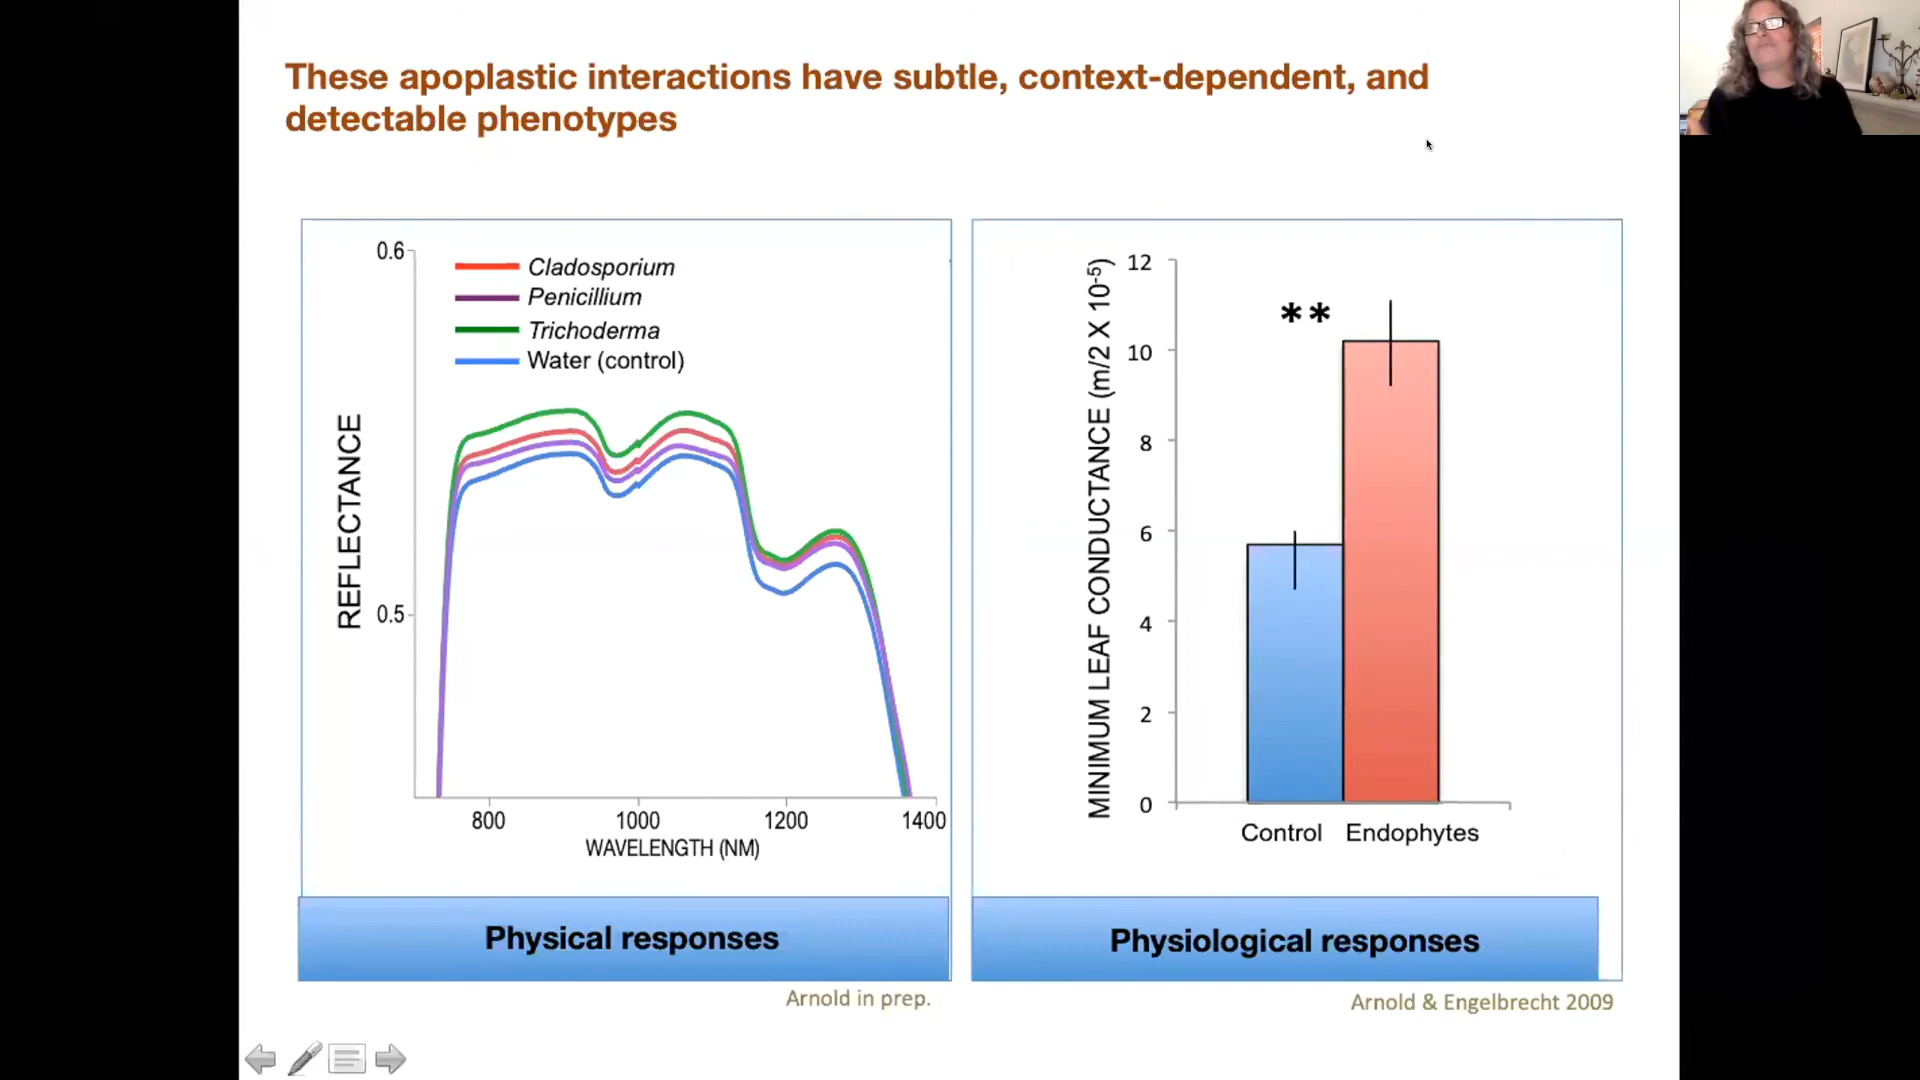 These apoplastic interactions have subtle, context-dependent, and
detectable phenotypes
0.6
Cladosporium
Penicillium
Trichoderma
Water (control)
REFLECTANCE
0.5
800
1000
1200
1400
WAVELENGTH (NM)
Physical responses
Arnold in prep.
MINIMUM LEAF CONDUCTANCE (m/2 X 10-5)
12
10
8
6
4
2
0
**
Control
Endophytes
Physiological responses
Arnold & Engelbrecht 2009